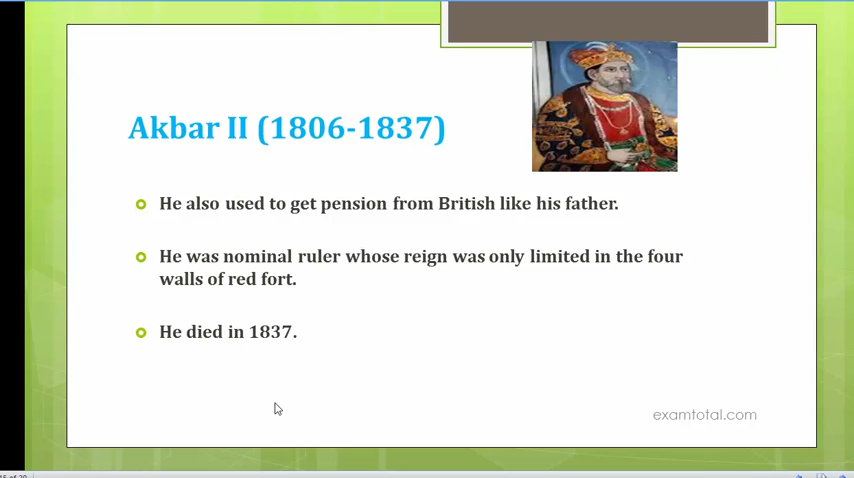 Akbar II (1806-1837)
He also used to get pension from British like his father.
He was nominal ruler whose reign was only limited in the four
walls of red fort.
He died in 1837.
examtotal.com